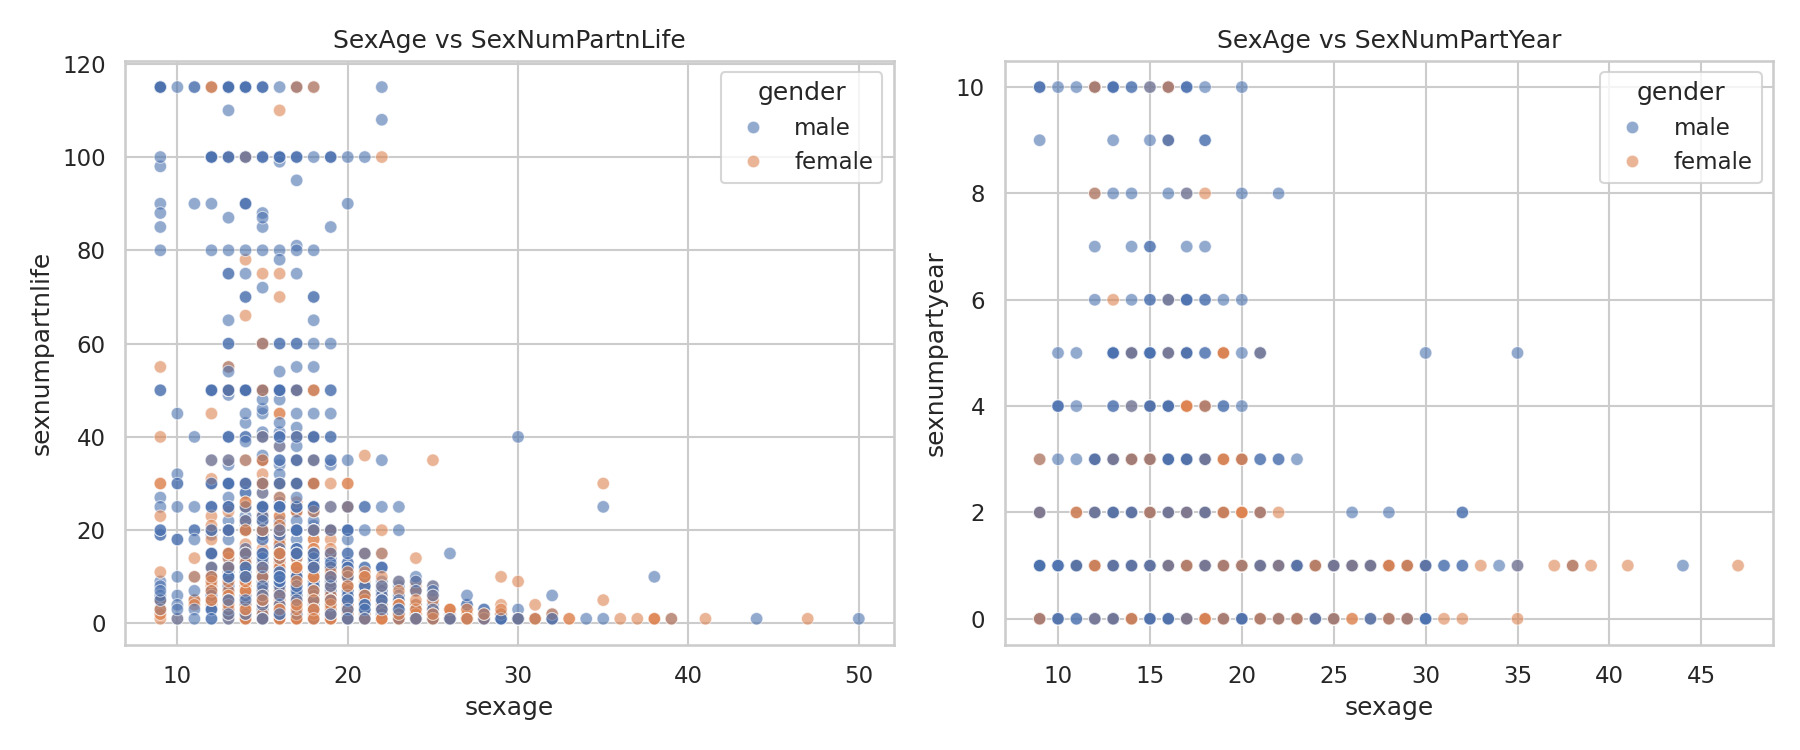 SexAge vs SexNumPartnLife
120
100
80
60
40
20
0
sexnumpartnlife
gender
male
female
10
20
30
40
50
sexage
SexAge vs SexNumPartYear
10
8
6
4
2
0
sexnumpartyear
gender
male
female
10
15
20
25
30
35
40
45
sexage